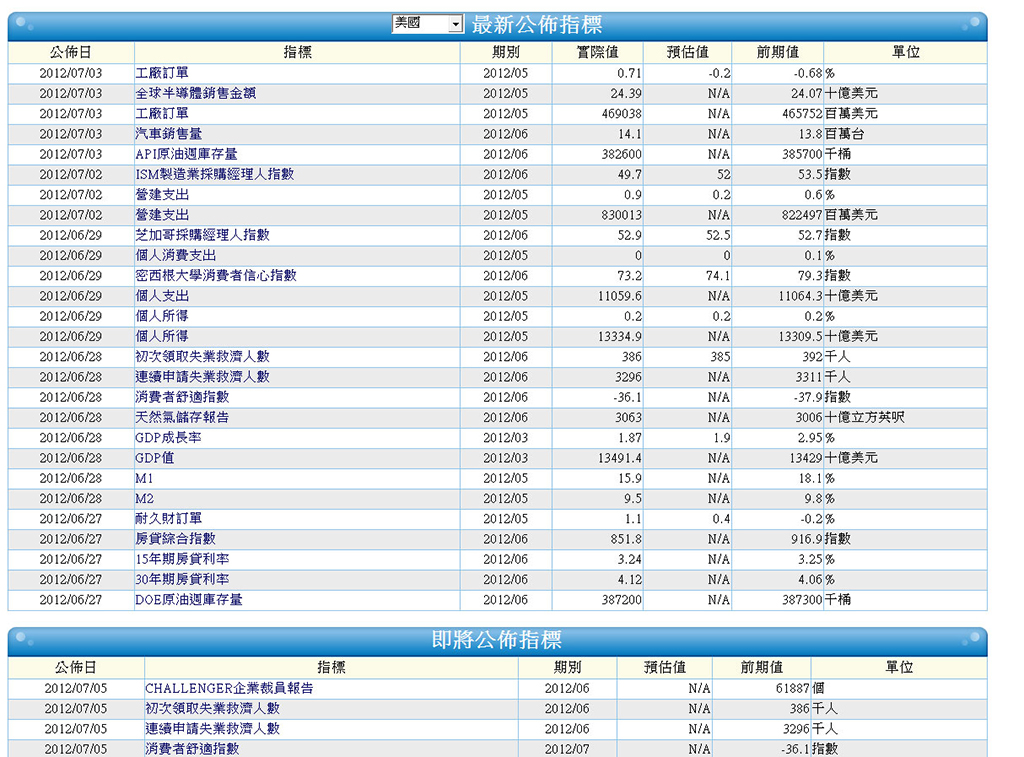 美國 最新公佈指標
公佈日 指標 期別 實際值 預估值 前期值 單位
2012/07/03 工廠訂單 2012/05 0.71 -0.2 -0.68 %
2012/07/03 全球半導體銷售金額 2012/05 24.39 N/A 24.07 十億美元
2012/07/03 工廠訂單 2012/05 469038 N/A 465752 百萬美元
2012/07/03 汽車銷售量 2012/06 14.1 N/A 13.8 百萬台
2012/07/03 API原油週庫存量 2012/06 382600 N/A 385700 千桶
2012/07/02 ISM製造業採購經理人指數 2012/06 49.7 52 53.5 指數
2012/07/02 營建支出 2012/05 0.9 0.2 0.6 %
2012/07/02 營建支出 2012/05 830013 N/A 822497 百萬美元
2012/06/29 芝加哥採購經理人指數 2012/06 52.9 52.5 52.7 指數
2012/06/29 個人消費支出 2012/05 0 0 0.1 %
2012/06/29 密西根大學消費者信心指數 2012/06 73.2 74.1 79.3 指數
2012/06/29 個人支出 2012/05 11059.6 N/A 11064.3 十億美元
2012/06/29 個人所得 2012/05 0.2 0.2 0.2 %
2012/06/29 個人所得 2012/05 13334.9 N/A 13309.5 十億美元
2012/06/28 初次領取失業救濟人數 2012/06 386 385 392 千人
2012/06/28 連續申請失業救濟人數 2012/06 3296 N/A 3311 千人
2012/06/28 消費者舒適指數 2012/06 -36.1 N/A -37.9 指數
2012/06/28 天然氣儲存報告 2012/06 3063 N/A 3006 十億立方英呎
2012/06/28 GDP成長率 2012/03 1.87 1.9 2.95 %
2012/06/28 GDP值 2012/03 13491.4 N/A 13429 十億美元
2012/06/28 M1 2012/05 15.9 N/A 18.1 %
2012/06/28 M2 2012/05 9.5 N/A 9.8 %
2012/06/27 耐久財訂單 2012/05 1.1 0.4 -0.2 %
2012/06/27 房貸綜合指數 2012/06 851.8 N/A 916.9 指數
2012/06/27 15年期房貸利率 2012/06 3.24 N/A 3.25 %
2012/06/27 30年期房貸利率 2012/06 4.12 N/A 4.06 %
2012/06/27 DOE原油週庫存量 2012/06 387200 N/A 387300 千桶
即將公佈指標
公佈日 指標 期別 預估值 前期值 單位
2012/07/05 CHALLENGER企業裁員報告 2012/06 N/A 61887 個
2012/07/05 初次領取失業救濟人數 2012/06 N/A 386 千人
2012/07/05 連續申請失業救濟人數 2012/06 N/A 3296 千人
2012/07/05 消費者舒適指數 2012/07 N/A -36.1 指數